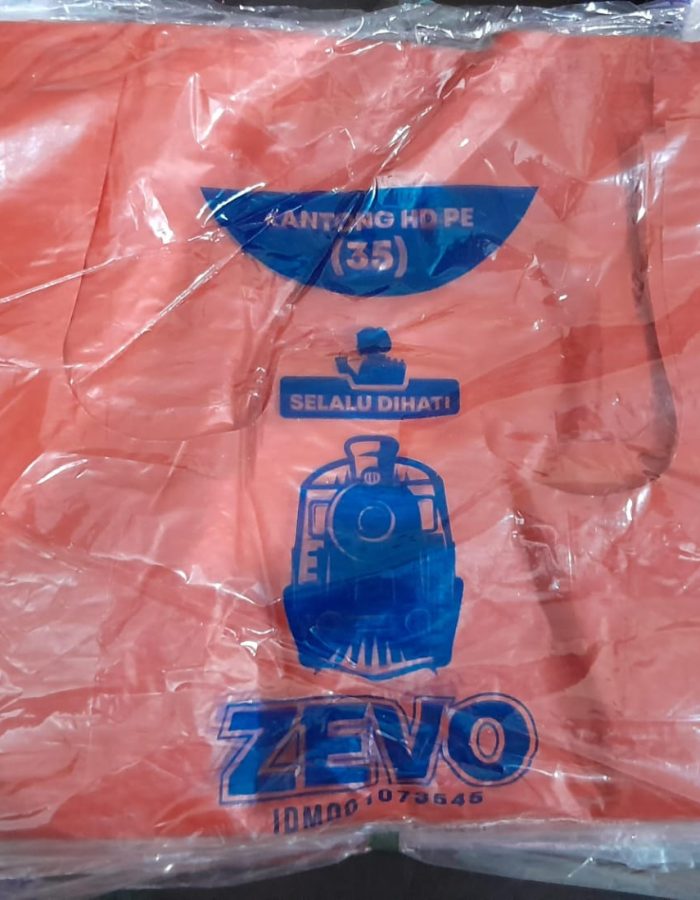 KANTONG HD-PE
(35)
SELALU DIHATI
ZEVO
IDM001073545